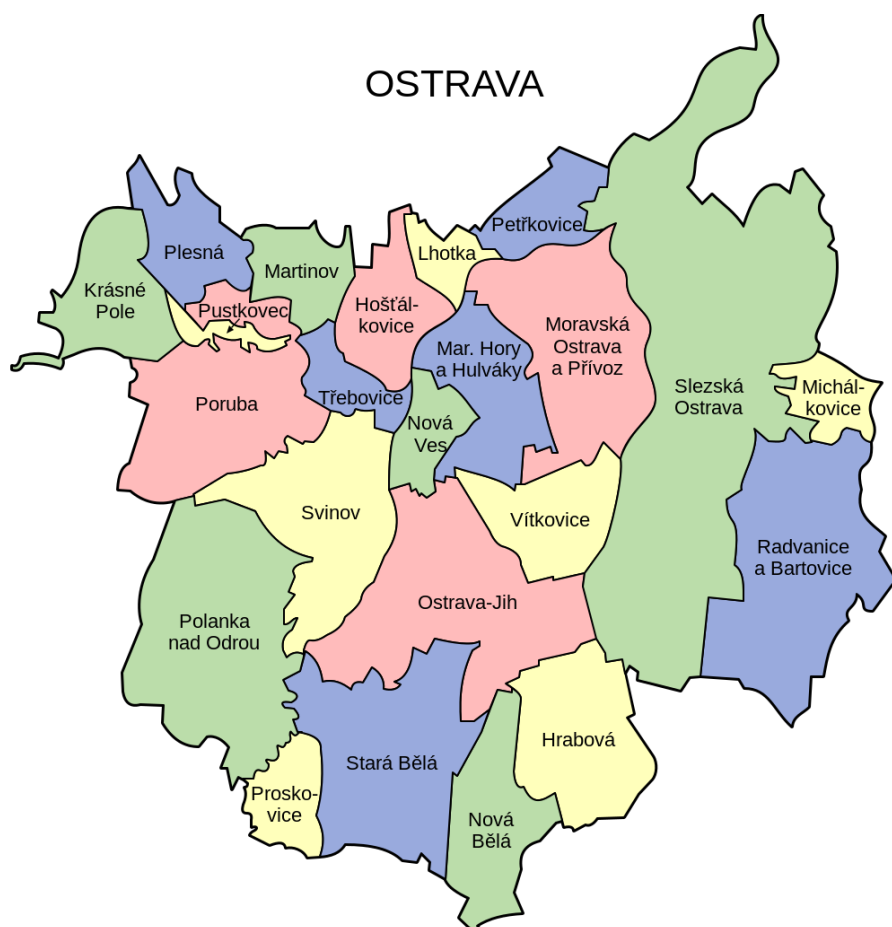 OSTRAVA
Petřkovice
Plesná
Lhotka
Martinov
Krásné
Pole
Pustkovec
Hošťál-
kovice
Moravská
Ostrava
a Přívoz
Mar. Hory
a Hulváky
Slezská
Ostrava
Michál-
kovice
Poruba
Třebovice
Nová
Ves
Svinov
Vítkovice
Radvanice
a Bartovice
Ostrava-Jih
Polanka
nad Odrou
Hrabová
Stará Bělá
Prosko-
vice
Nová
Bělá